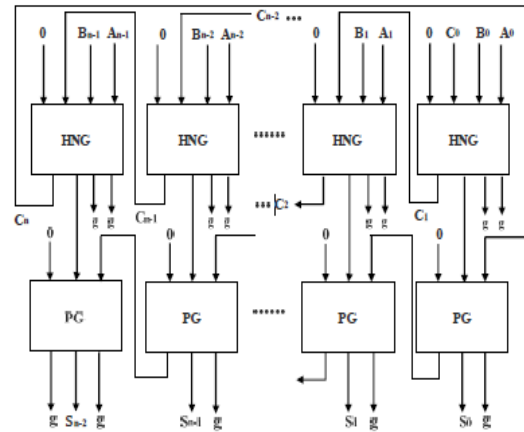 Cn-2 ...
0 Bn-1 An-1 0 Bn-2 An-2 0 B1 A1 0 C0 B0 A0
HNG HNG ...... HNG HNG
Cn Cn-1 ... C2 C1
0 0 0 0
PG PG ...... PG PG
Sn-2 Sn-1 S1 S0